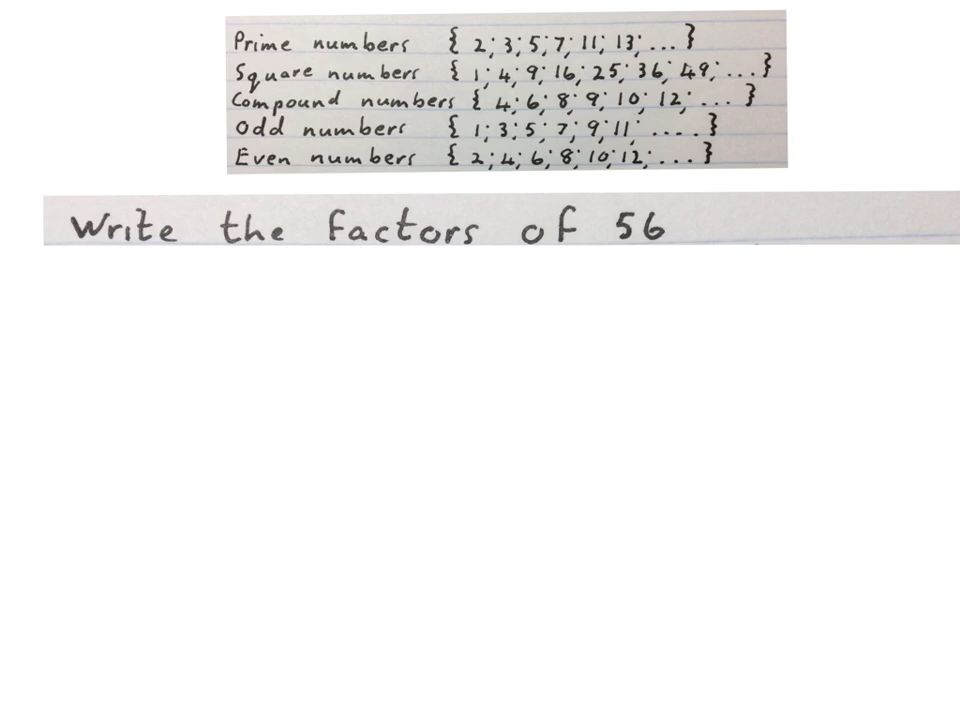 Prime numbers { 2; 3; 5; 7; 11; 13; ... }
Square numbers { 1; 4; 9; 16; 25; 36; 49; ... }
Compound numbers { 4; 6; 8; 9; 10; 12; ... }
Odd numbers { 1; 3; 5; 7; 9; 11; .... }
Even numbers { 2; 4; 6; 8; 10; 12; ... }
Write the factors of 56